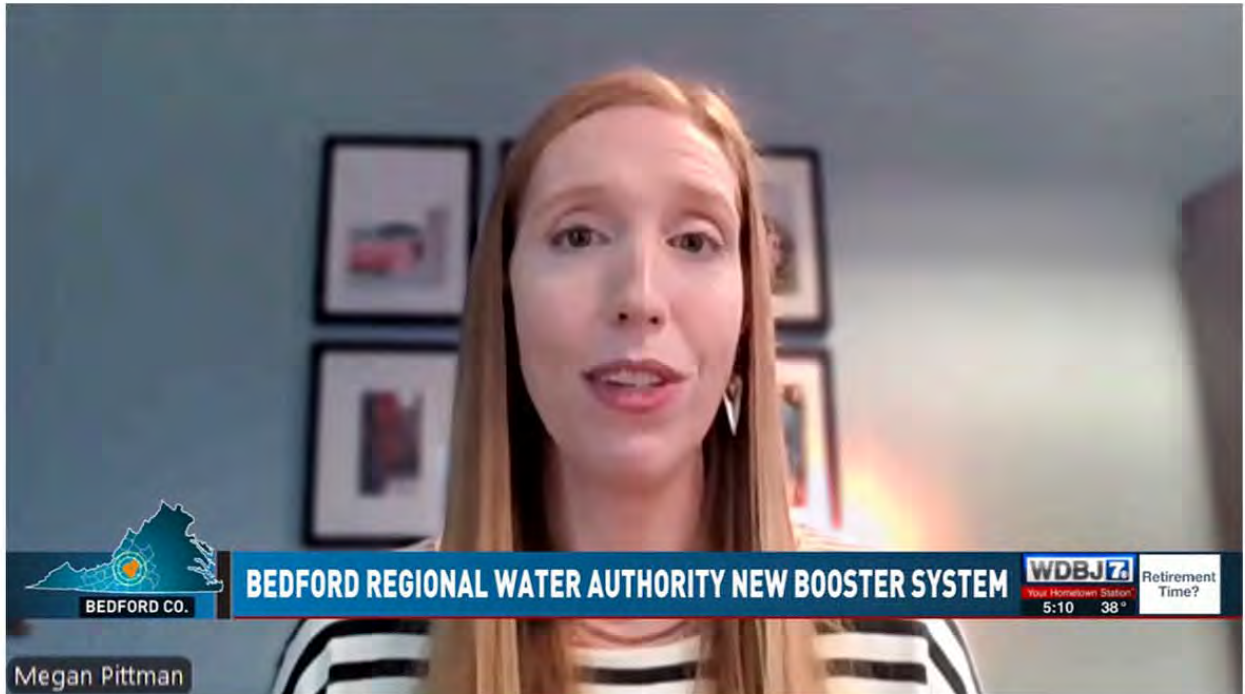 BEDFORD CO.
BEDFORD REGIONAL WATER AUTHORITY NEW BOOSTER SYSTEM
WDBJ7.
Your Hometown Station
5:10 38°
Retirement
Time?
Megan Pittman